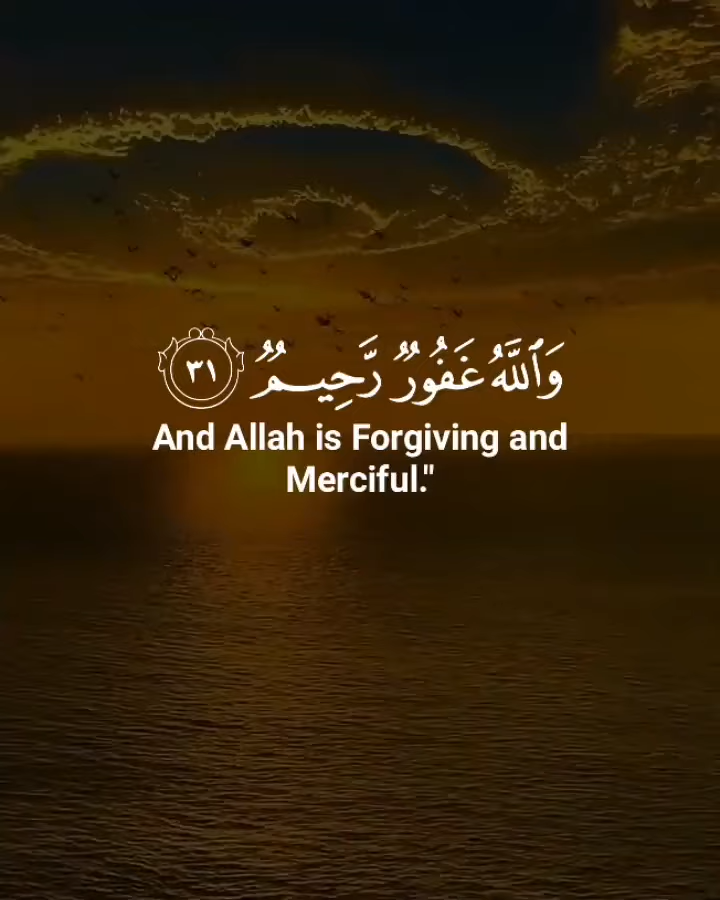 وَٱللَّهُ غَفُورٌ رَّحِيمٌ ٣١
And Allah is Forgiving and
Merciful."